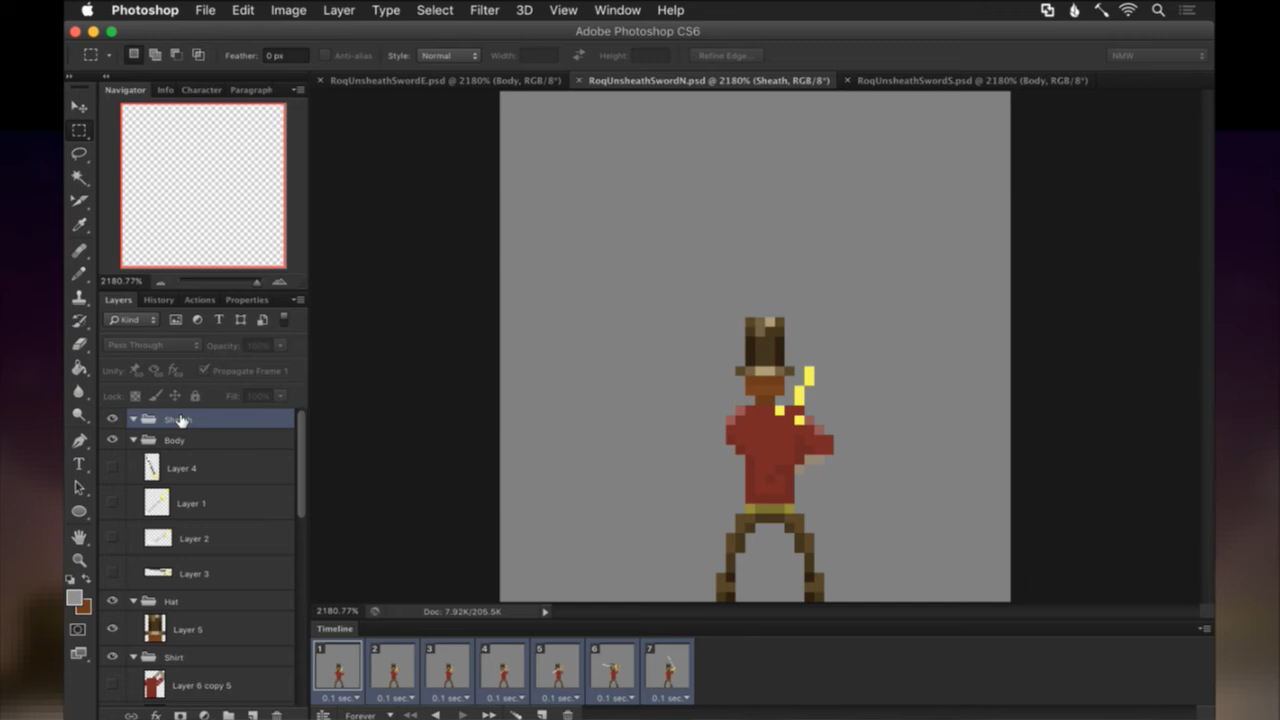 Photoshop File Edit Image Layer Type Select Filter 3D View Window Help
Adobe Photoshop CS6
Feather: 0 px Anti-alias Style: Normal Width: Height: Refine Edge... NMW
RoqUnsheathSwordE.psd @ 2180% (Body, RGB/8*) RoqUnsheathSwordN.psd @ 2180% (Sheath, RGB/8*) RoqUnsheathSwordS.psd @ 2180% (Body, RGB/8*)
Navigator Info Character Paragraph
2180.77%
Layers History Actions Properties
Kind
Pass Through Opacity: 100%
Unify: Propagate Frame 1
Lock: Fill: 100%
Body
Layer 4
Layer 1
Layer 2
Layer 3
Hat
Layer 5
Shirt
Layer 6 copy 5
2180.77% Doc: 7.92K/205.5K
Timeline
1 2 3 4 5 6 7
0.1 sec. 0.1 sec. 0.1 sec. 0.1 sec. 0.1 sec. 0.1 sec. 0.1 sec.
Forever